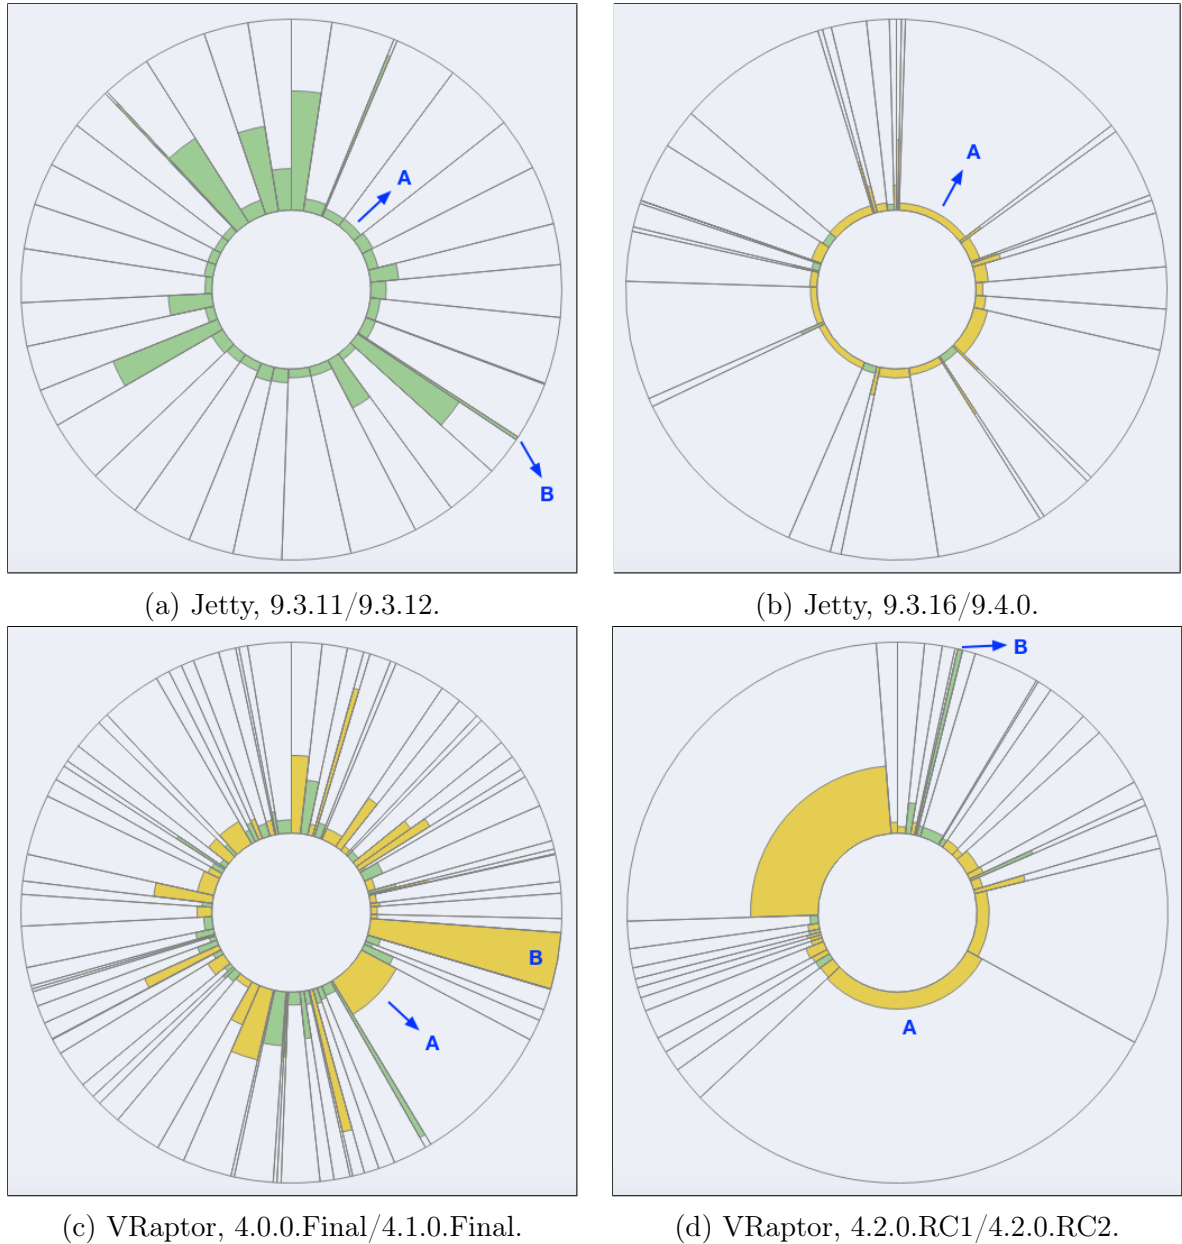 A
B
A
(a) Jetty, 9.3.11/9.3.12.
(b) Jetty, 9.3.16/9.4.0.
B
A
B
A
(c) VRaptor, 4.0.0.Final/4.1.0.Final.
(d) VRaptor, 4.2.0.RC1/4.2.0.RC2.